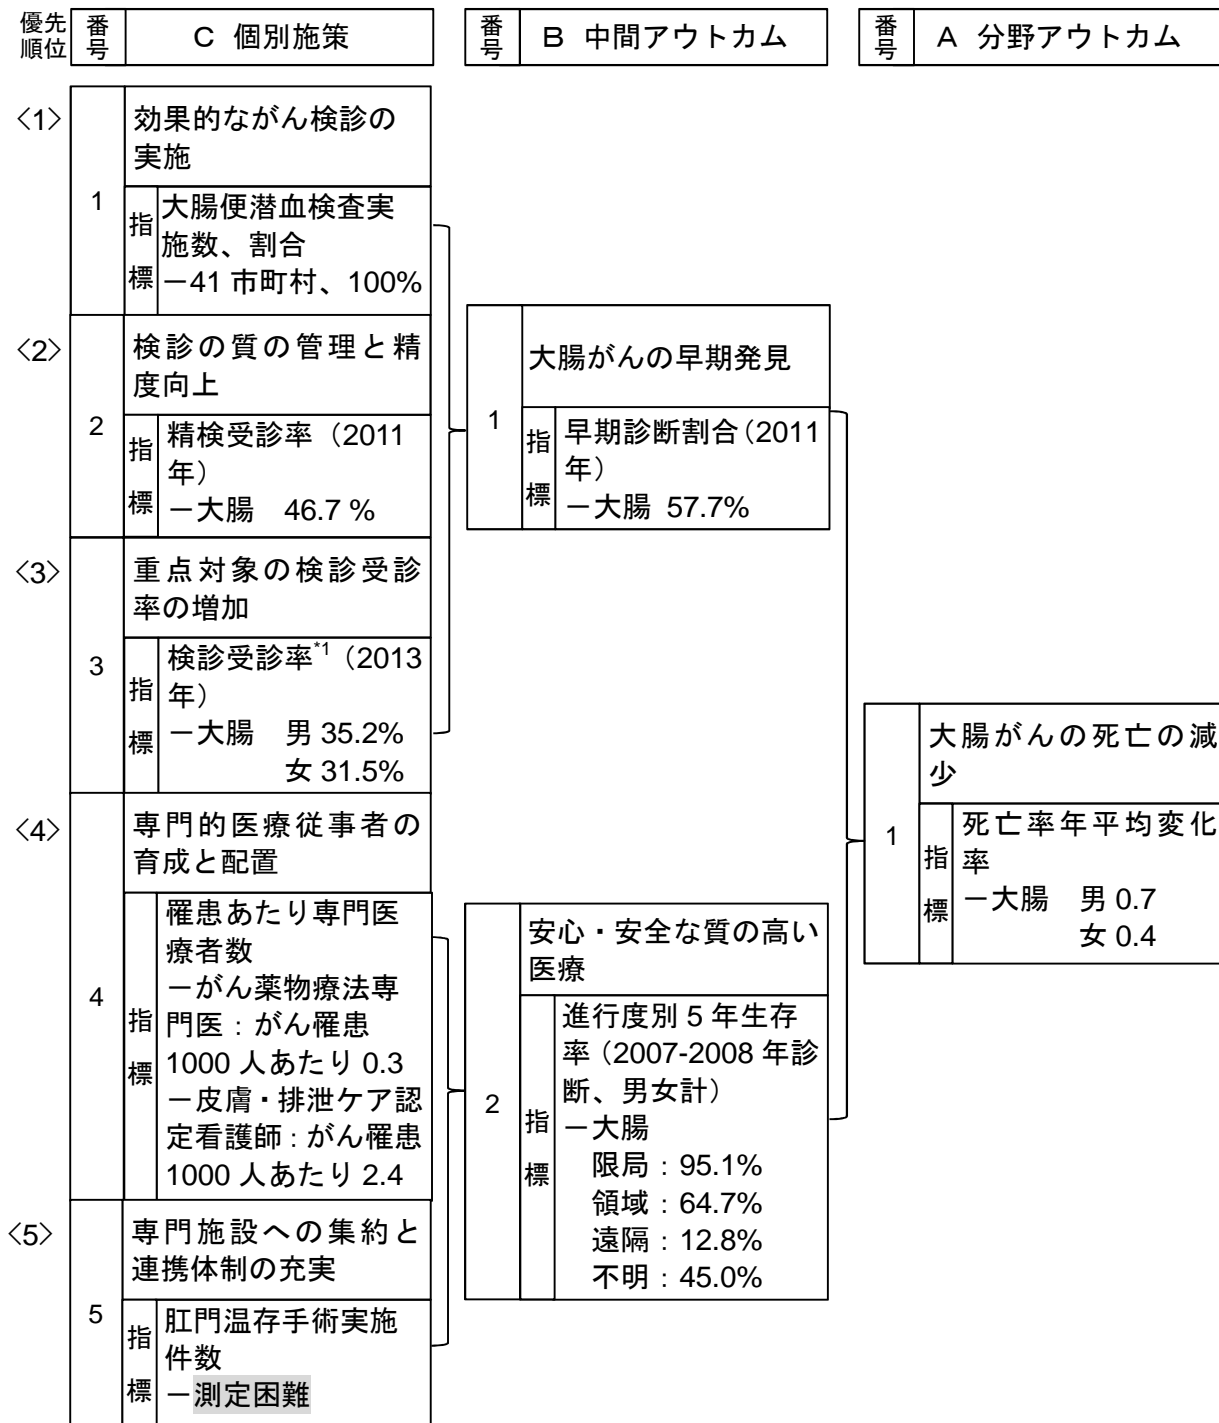 優先
順位
番
号
C 個別施策
番
号
B 中間アウトカム
番
号
A 分野アウトカム
〈1〉
1
効果的ながん検診の
実施
指
標
大腸便潜血検査実
施数、割合
－41 市町村、100%
〈2〉
2
検診の質の管理と精
度向上
指
標
精検受診率（2011
年）
－大腸 46.7 %
〈3〉
3
重点対象の検診受診
率の増加
指
標
検診受診率*1（2013
年）
－大腸 男 35.2%
女 31.5%
〈4〉
4
専門的医療従事者の
育成と配置
指
標
罹患あたり専門医
療者数
－がん薬物療法専
門医：がん罹患
1000 人あたり 0.3
－皮膚・排泄ケア認
定看護師：がん罹患
1000 人あたり 2.4
〈5〉
5
専門施設への集約と
連携体制の充実
指
標
肛門温存手術実施
件数
－測定困難
1
大腸がんの早期発見
指
標
早期診断割合（2011
年）
－大腸 57.7%
2
安心・安全な質の高い
医療
指
標
進行度別 5 年生存
率（2007-2008 年診
断、男女計）
－大腸
限局：95.1%
領域：64.7%
遠隔：12.8%
不明：45.0%
1
大腸がんの死亡の減
少
指
標
死亡率年平均変化
率
－大腸 男 0.7
女 0.4